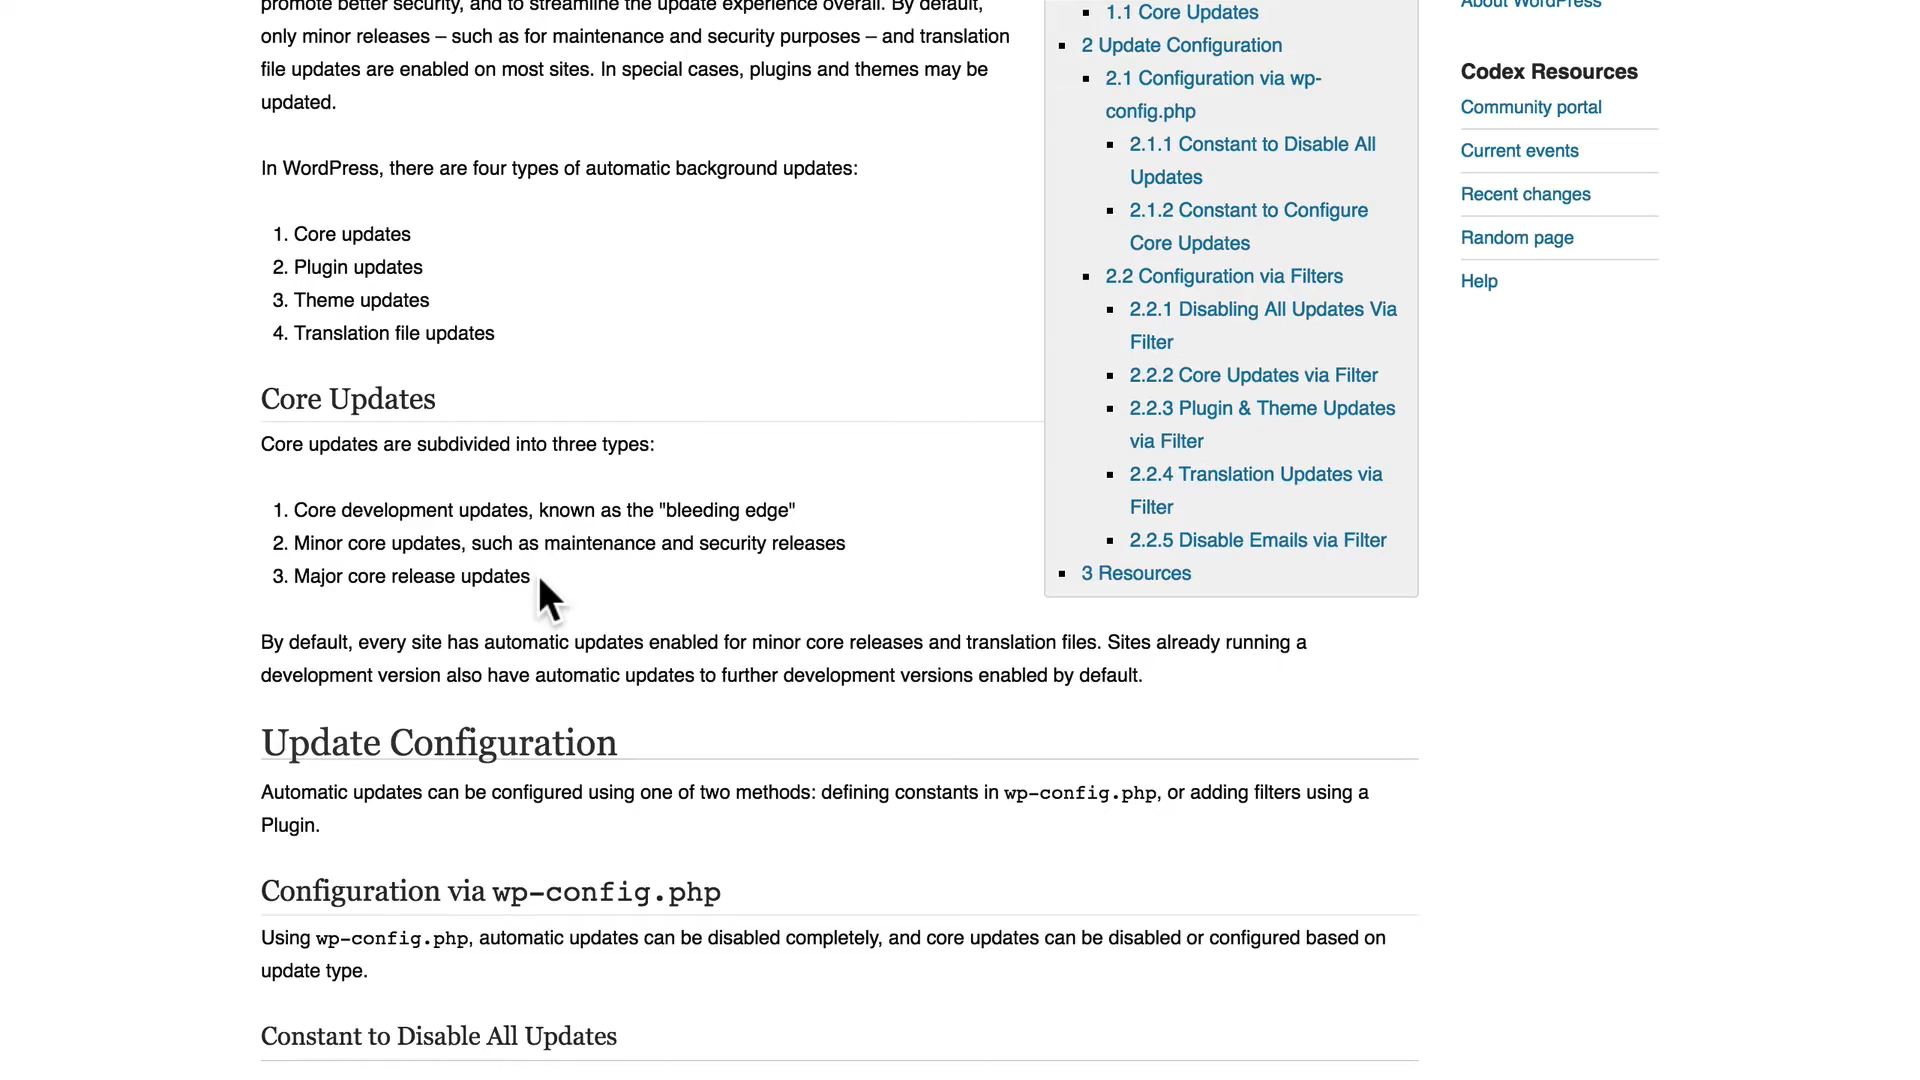 promote better security, and to streamline the update experience overall. By default,
only minor releases – such as for maintenance and security purposes – and translation
file updates are enabled on most sites. In special cases, plugins and themes may be
updated.
In WordPress, there are four types of automatic background updates:
1. Core updates
2. Plugin updates
3. Theme updates
4. Translation file updates
Core Updates
Core updates are subdivided into three types:
1. Core development updates, known as the "bleeding edge"
2. Minor core updates, such as maintenance and security releases
3. Major core release updates
By default, every site has automatic updates enabled for minor core releases and translation files. Sites already running a
development version also have automatic updates to further development versions enabled by default.
Update Configuration
Automatic updates can be configured using one of two methods: defining constants in wp-config.php, or adding filters using a
Plugin.
Configuration via wp-config.php
Using wp-config.php, automatic updates can be disabled completely, and core updates can be disabled or configured based on
update type.
Constant to Disable All Updates
1.1 Core Updates
2 Update Configuration
2.1 Configuration via wp-
config.php
2.1.1 Constant to Disable All
Updates
2.1.2 Constant to Configure
Core Updates
2.2 Configuration via Filters
2.2.1 Disabling All Updates Via
Filter
2.2.2 Core Updates via Filter
2.2.3 Plugin & Theme Updates
via Filter
2.2.4 Translation Updates via
Filter
2.2.5 Disable Emails via Filter
3 Resources
About WordPress
Codex Resources
Community portal
Current events
Recent changes
Random page
Help